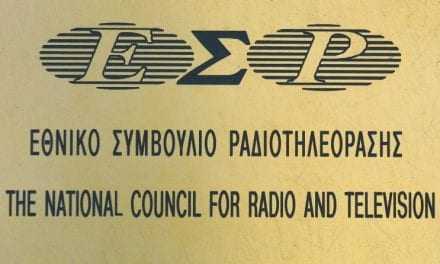 ΕΣΡ
ΕΘΝΙΚΟ ΣΥΜΒΟΥΛΙΟ ΡΑΔΙΟΤΗΛΕΟΡΑΣΗΣ
THE NATIONAL COUNCIL FOR RADIO AND TELEVISION